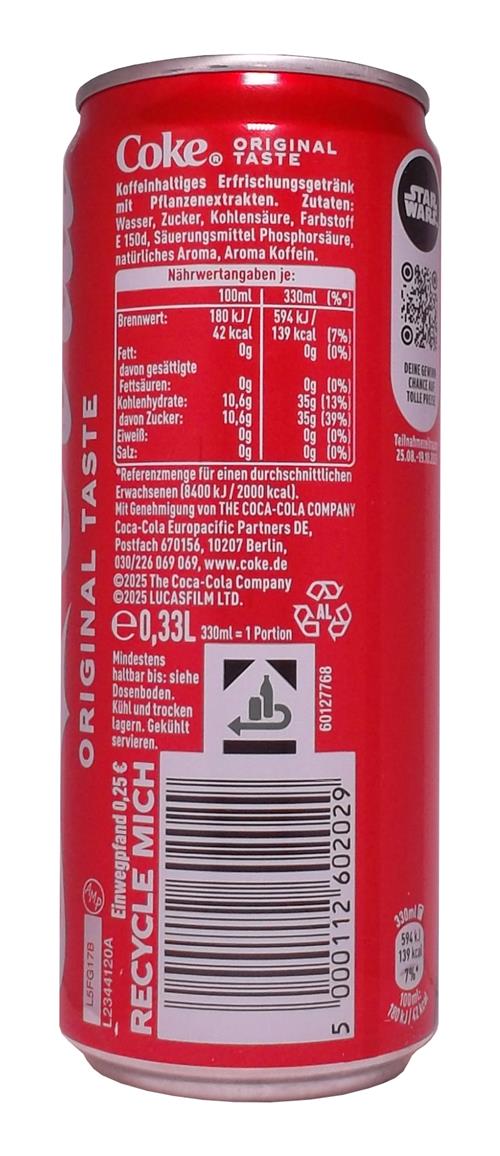 Coke® ORIGINAL TASTE
Koffeinhaltiges Erfrischungsgetränk
mit Pflanzenextrakten. Zutaten:
Wasser, Zucker, Kohlensäure, Farbstoff
E 150d, Säuerungsmittel Phosphorsäure,
natürliches Aroma, Aroma Koffein.
Nährwertangaben je:
100ml 330ml (%*)
Brennwert: 180 kJ / 594 kJ /
42 kcal 139 kcal (7%)
Fett: 0g 0g (0%)
davon gesättigte
Fettsäuren: 0g 0g (0%)
Kohlenhydrate: 10,6g 35g (13%)
davon Zucker: 10,6g 35g (39%)
Eiweiß: 0g 0g (0%)
Salz: 0g 0g (0%)
*Referenzmenge für einen durchschnittlichen
Erwachsenen (8400 kJ / 2000 kcal).
Mit Genehmigung von THE COCA-COLA COMPANY
Coca-Cola Europacific Partners DE,
Postfach 670156, 10207 Berlin,
030/226 069 069, www.coke.de
©2025 The Coca-Cola Company
©2025 LUCASFILM LTD.
AL
e0,33L 330ml = 1 Portion
Mindestens
haltbar bis: siehe
Dosenboden.
Kühl und trocken
lagern. Gekühlt
servieren.
60127768
Einwegpfand 0,25 €
RECYCLE MICH
5 000112 602029
ORIGINAL TASTE
AMP
L5FG17B
L2344120A
STAR
WARS
DEINE
CHANCE
TOLLE
25.08.-19.10.
330ml
594 kJ
139 kcal
7%*
100ml:
180 kJ / 42